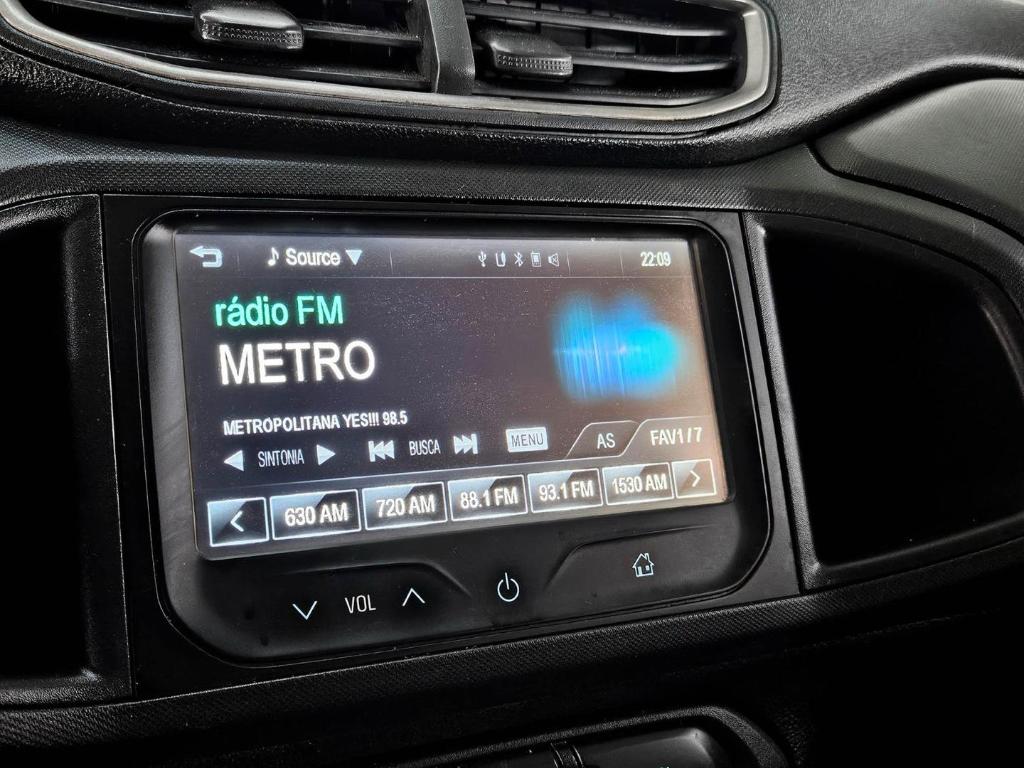 Source 22:09
rádio FM
METRO
METROPOLITANA YES!!! 98.5
SINTONIA BUSCA MENU AS FAV1/7
630 AM 720 AM 88.1 FM 93.1 FM 1530 AM
VOL